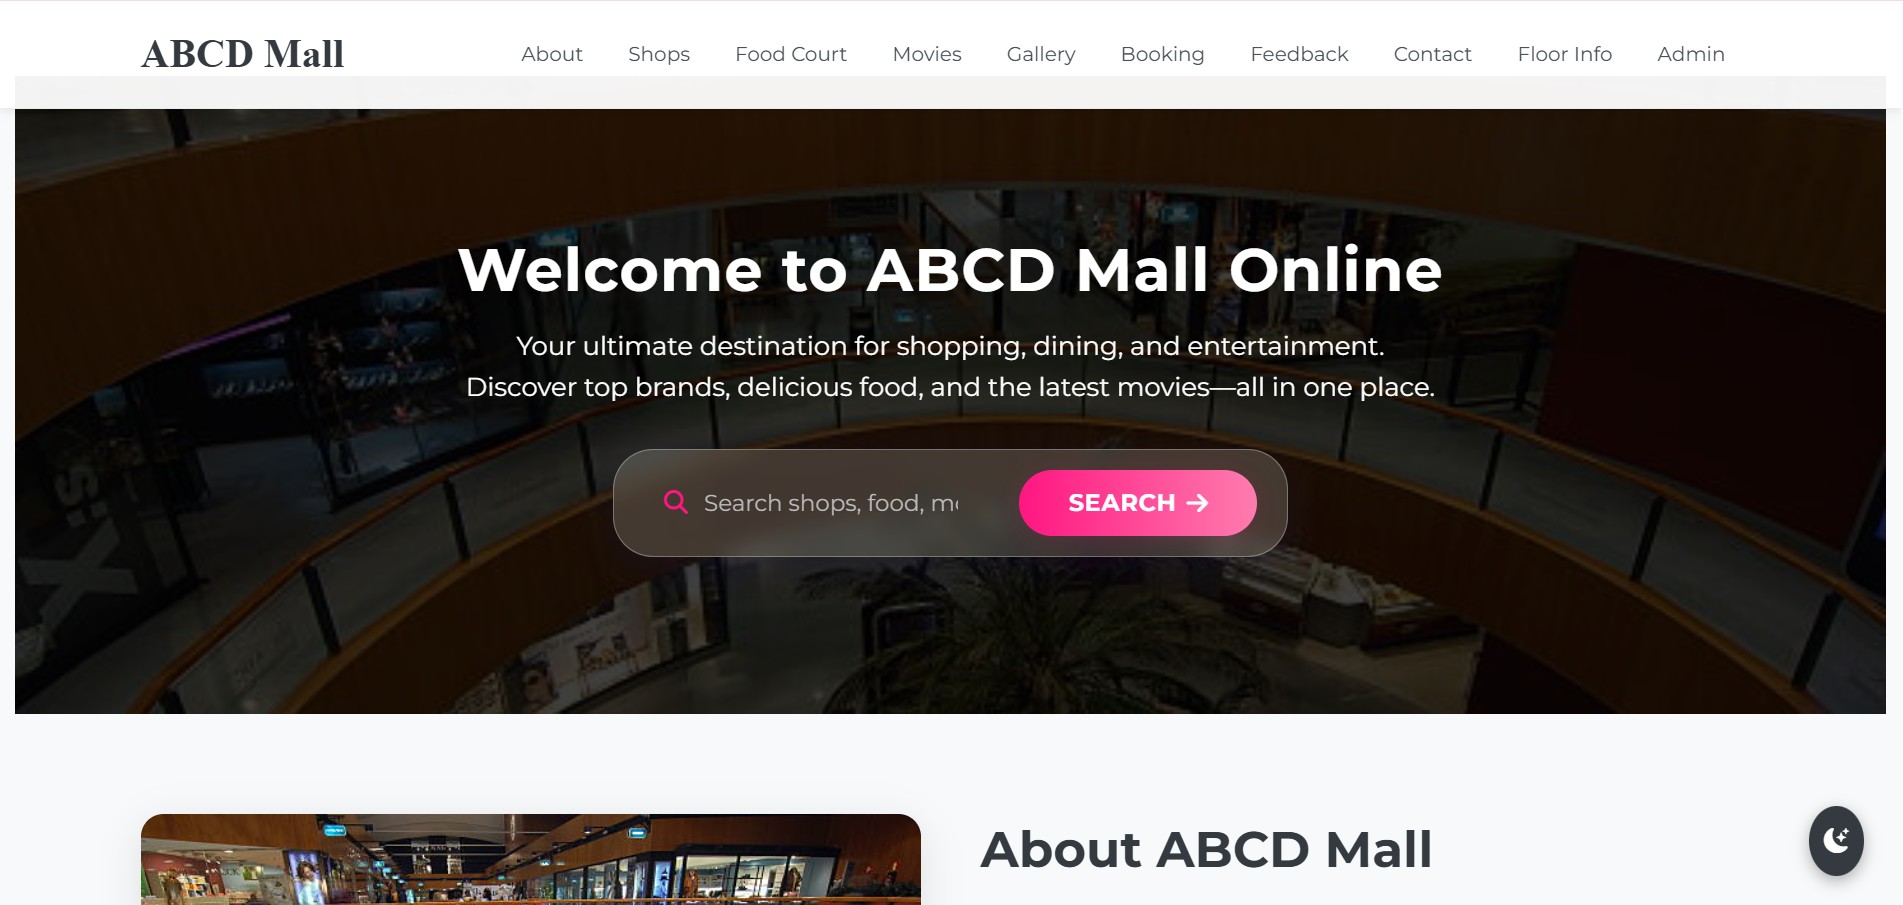 ABCD Mall
About
Shops
Food Court
Movies
Gallery
Booking
Feedback
Contact
Floor Info
Admin
Welcome to ABCD Mall Online
Your ultimate destination for shopping, dining, and entertainment.
Discover top brands, delicious food, and the latest movies—all in one place.
Search shops, food, mo
SEARCH
About ABCD Mall